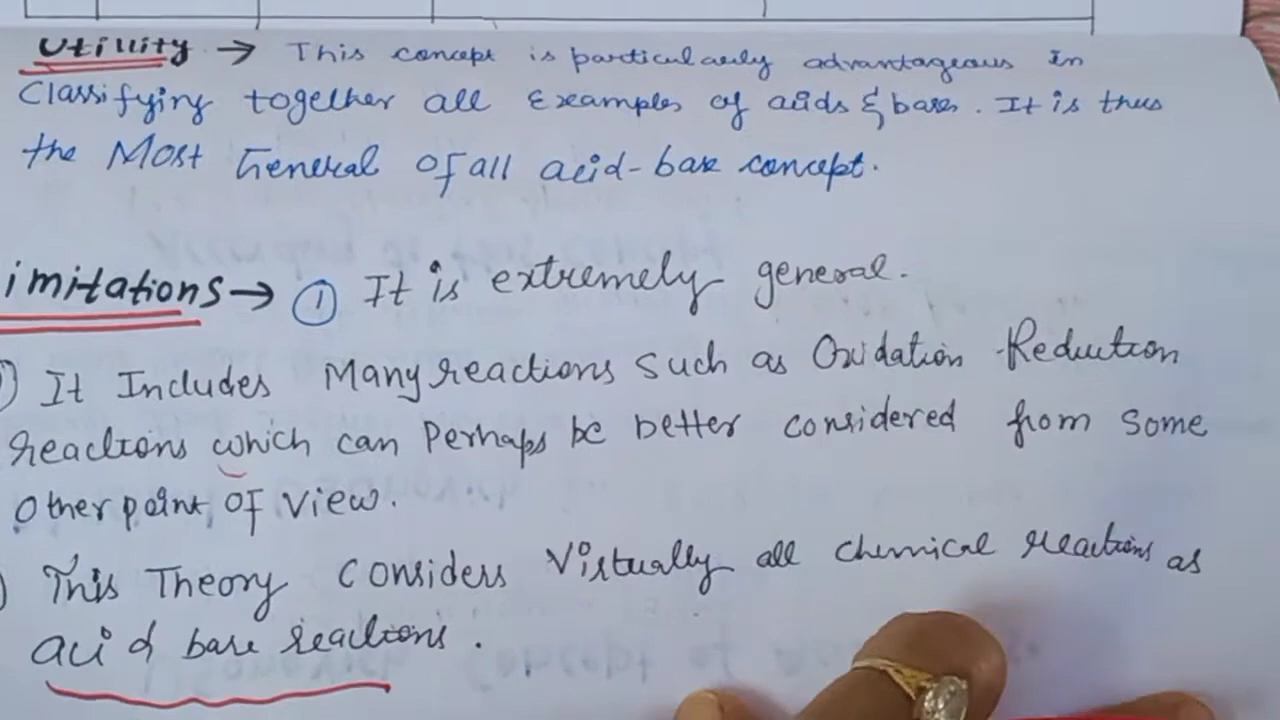 Utility → This concept is particularly advantageous In
Classifying together all Examples of acids & bases. It is thus
the Most General of all acid-base concept.
imitations → ① It is extremely general.
It Includes Many reactions Such as Oxidation-Reduction
reactions which can Perhaps be better considered from Some
Other point of view.
This Theory Considers Virtually all chemical reactions as
acid base reactions.